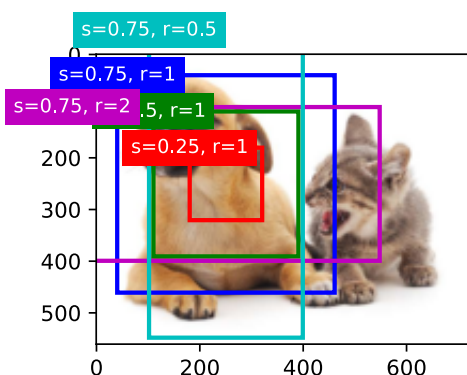 s=0.75, r=0.5
0
s=0.75, r=1
s=0.75, r=2
.5, r=1
s=0.25, r=1
200
300
400
500
0 200 400 600